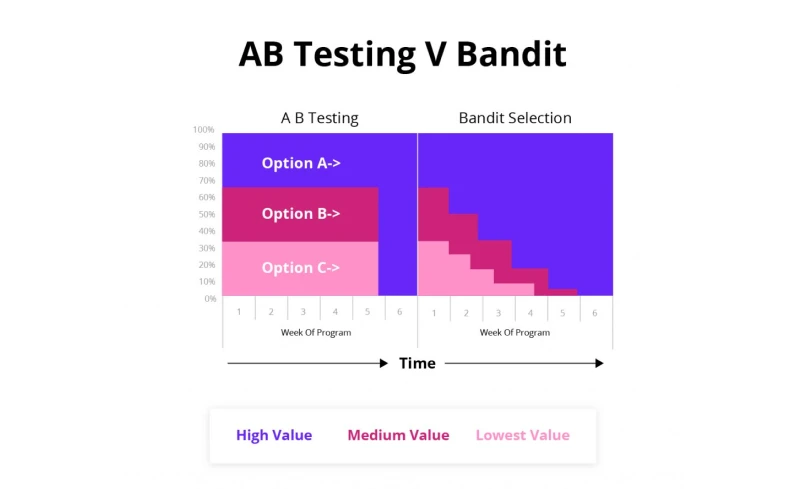 AB Testing V Bandit
A B Testing
Bandit Selection
100%
90%
80%
70%
60%
50%
40%
30%
20%
10%
0%
Option A->
Option B->
Option C->
1 2 3 4 5 6
1 2 3 4 5 6
Week Of Program
Week Of Program
Time
High Value Medium Value Lowest Value